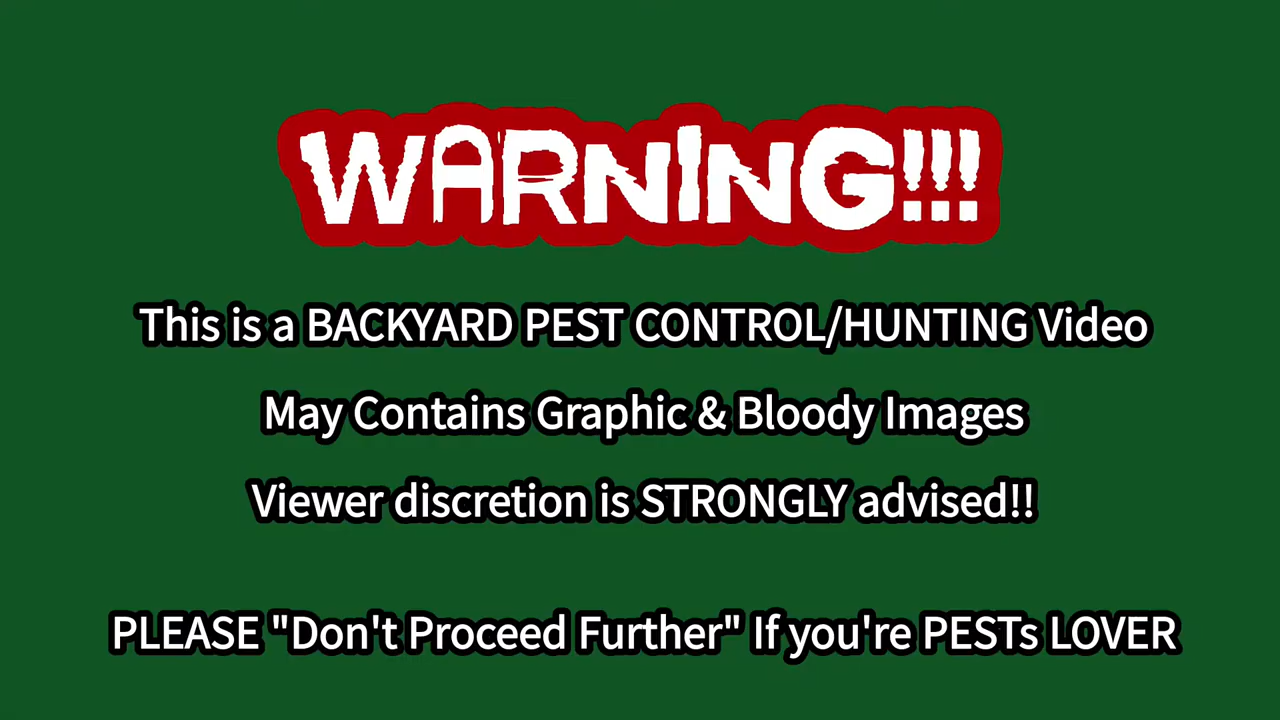 WARNING!!!
This is a BACKYARD PEST CONTROL/HUNTING Video
May Contains Graphic & Bloody Images
Viewer discretion is STRONGLY advised!!
PLEASE "Don't Proceed Further" If you're PESTs LOVER